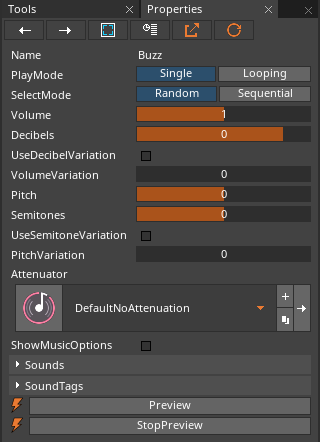 Tools Properties
Name Buzz
PlayMode Single Looping
SelectMode Random Sequential
Volume 1
Decibels 0
UseDecibelVariation
VolumeVariation 0
Pitch 0
Semitones 0
UseSemitoneVariation
PitchVariation 0
Attenuator
DefaultNoAttenuation
ShowMusicOptions
Sounds
SoundTags
Preview
StopPreview